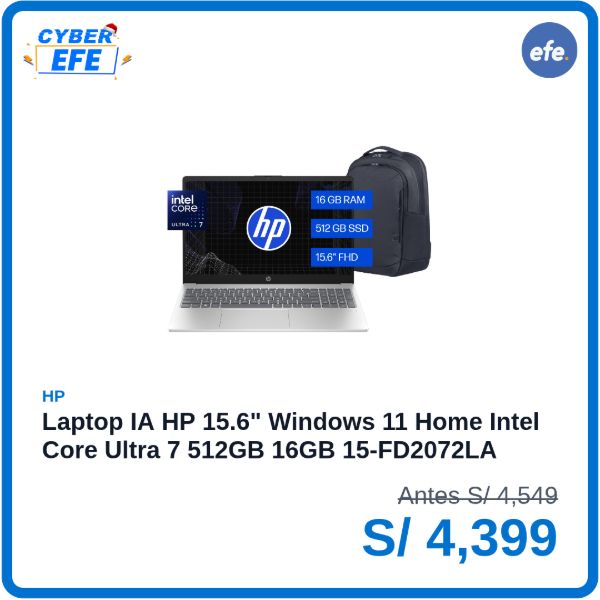 CYBER
EFE
efe.
intel
CORE
ULTRA 7
hp
16 GB RAM
512 GB SSD
15.6" FHD
HP
Laptop IA HP 15.6" Windows 11 Home Intel
Core Ultra 7 512GB 16GB 15-FD2072LA
Antes S/ 4,549
S/ 4,399